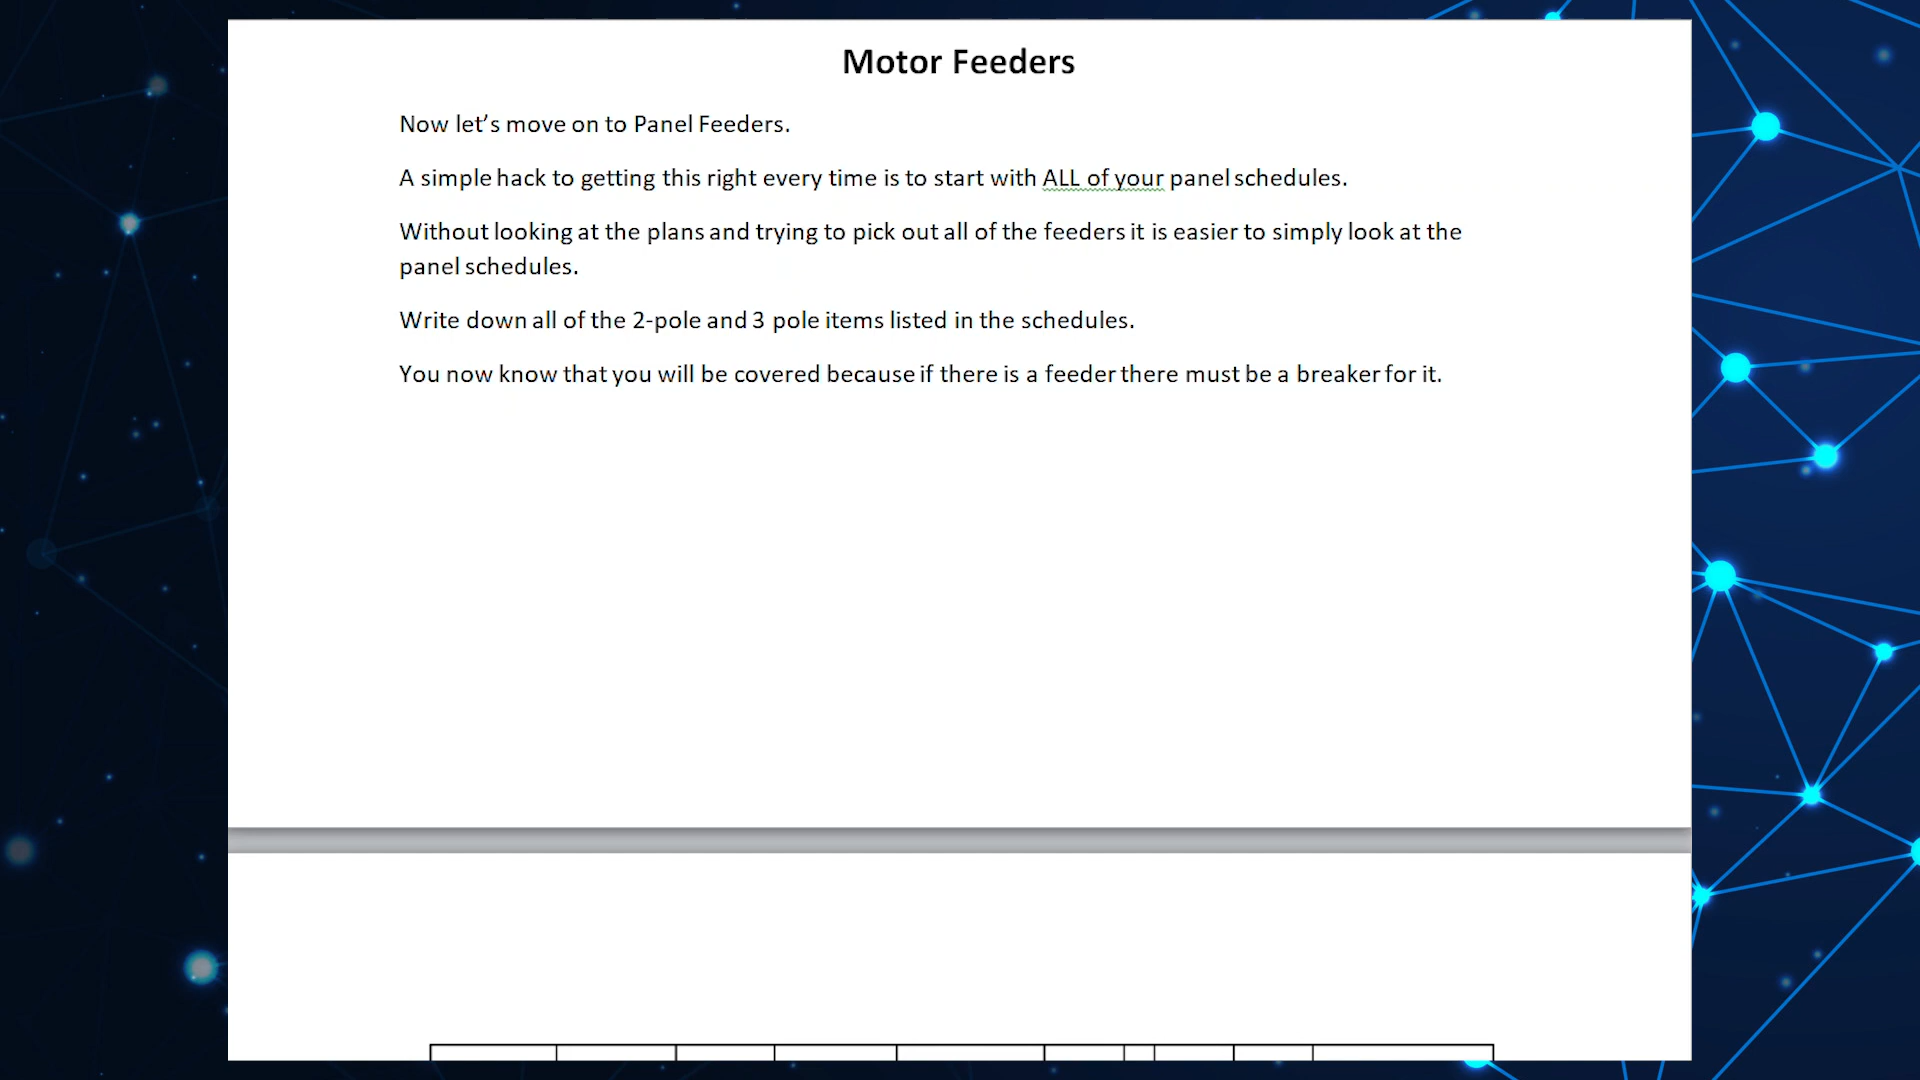 Motor Feeders
Now let’s move on to Panel Feeders.
A simple hack to getting this right every time is to start with ALL of your panel schedules.
Without looking at the plans and trying to pick out all of the feeders it is easier to simply look at the
panel schedules.
Write down all of the 2-pole and 3 pole items listed in the schedules.
You now know that you will be covered because if there is a feeder there must be a breaker for it.